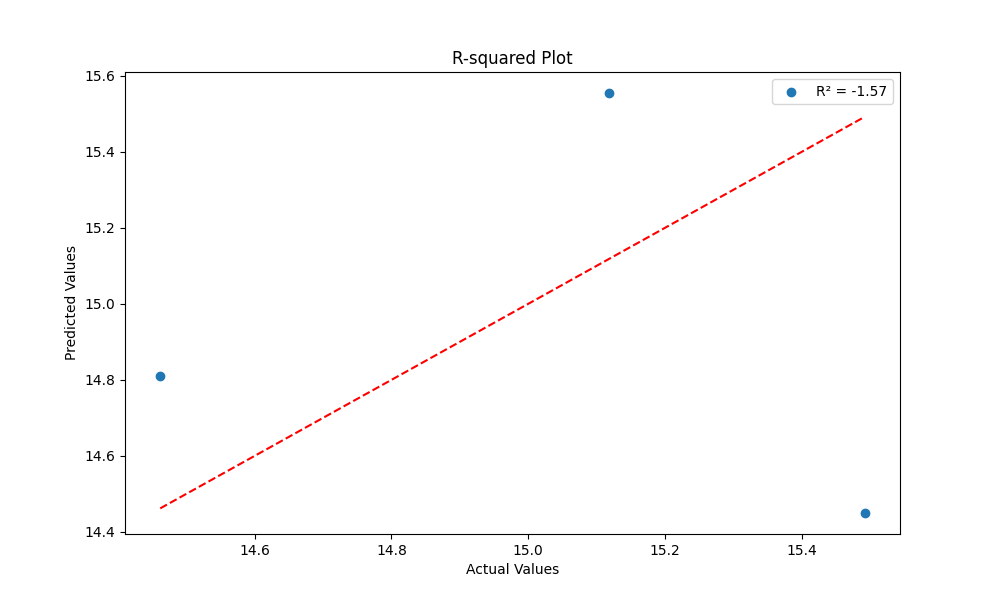 R-squared Plot
R² = -1.57
15.6
15.4
15.2
15.0
14.8
14.6
14.4
Predicted Values
14.6 14.8 15.0 15.2 15.4
Actual Values